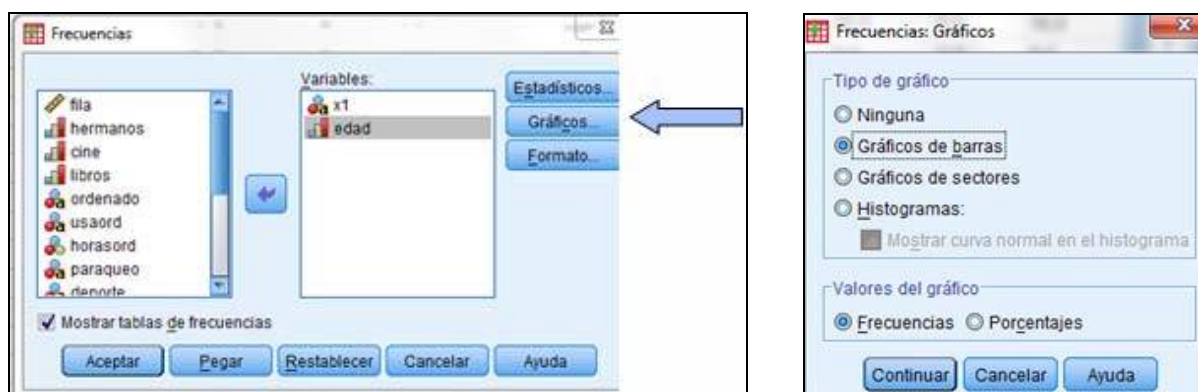 Frecuencias
fila
hermanos
cine
libros
ordenado
usaord
horasord
paraqueo
deporte
Variables:
x1
edad
Estadísticos...
Gráficos...
Formato...
Mostrar tablas de frecuencias
Aceptar Pegar Restablecer Cancelar Ayuda
Frecuencias: Gráficos
Tipo de gráfico
Ninguna
Gráficos de barras
Gráficos de sectores
Histogramas:
Mostrar curva normal en el histograma
Valores del gráfico
Frecuencias Porcentajes
Continuar Cancelar Ayuda